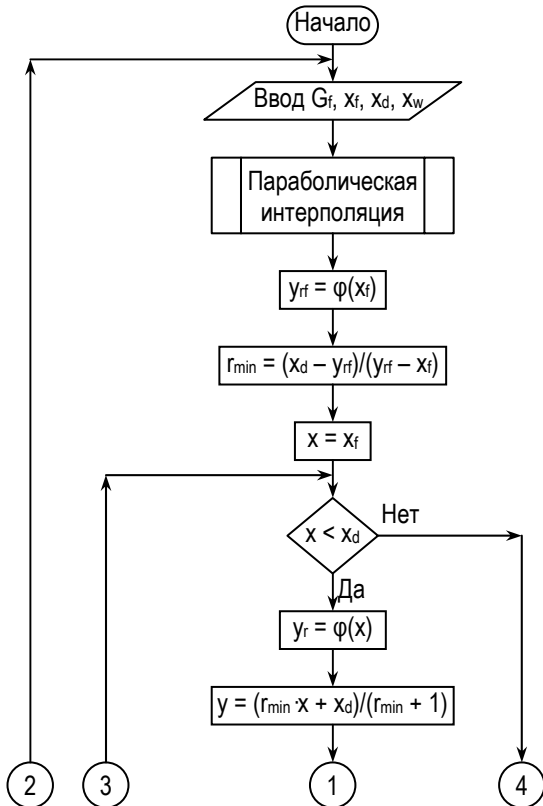 Начало
Ввод Gf, xf, xd, xw
Параболическая
интерполяция
yrf = φ(xf)
rmin = (xd – yrf)/(yrf – xf)
x = xf
x < xd
Нет
Да
yr = φ(x)
y = (rmin·x + xd)/(rmin + 1)
2
3
1
4